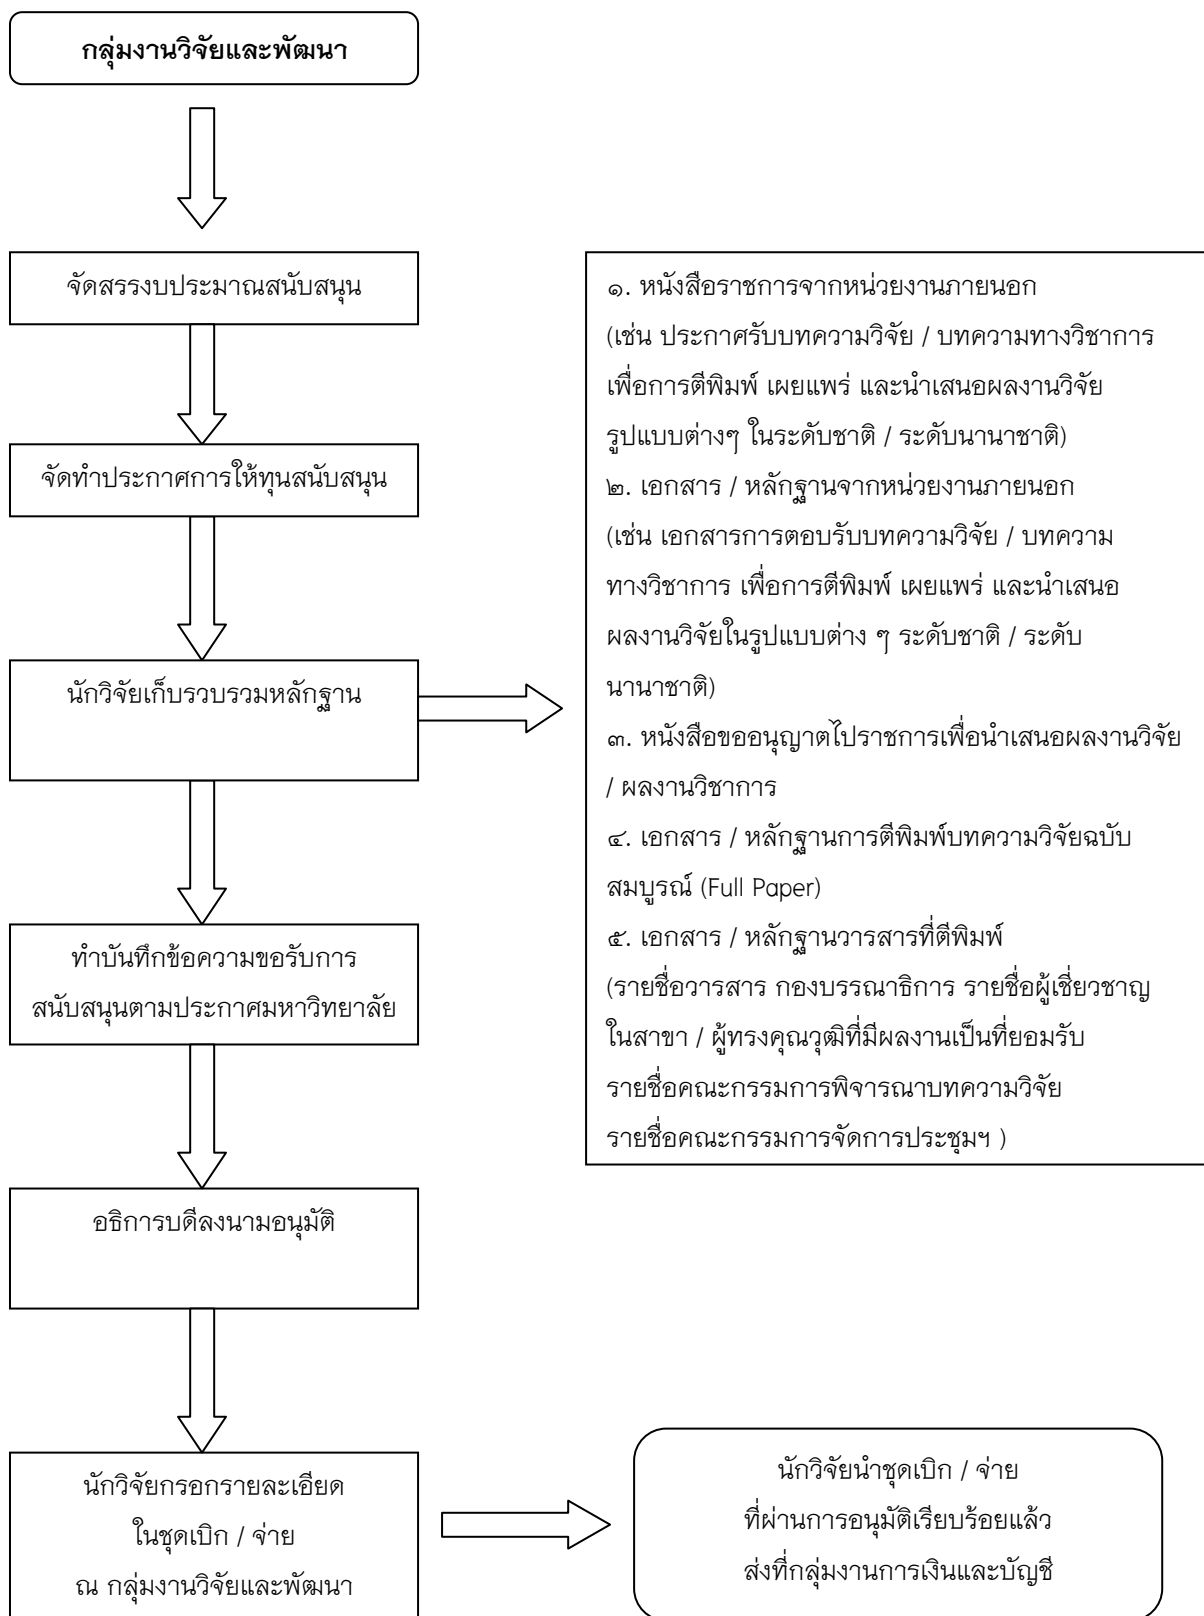 กลุ่มงานวิจัยและพัฒนา
จัดสรรงบประมาณสนับสนุน
จัดทำประกาศการให้ทุนสนับสนุน
นักวิจัยเก็บรวบรวมหลักฐาน
๑. หนังสือราชการจากหน่วยงานภายนอก
(เช่น ประกาศรับบทความวิจัย / บทความทางวิชาการ
เพื่อการตีพิมพ์ เผยแพร่ และนำเสนอผลงานวิจัย
รูปแบบต่างๆ ในระดับชาติ / ระดับนานาชาติ)
๒. เอกสาร / หลักฐานจากหน่วยงานภายนอก
(เช่น เอกสารการตอบรับบทความวิจัย / บทความ
ทางวิชาการ เพื่อการตีพิมพ์ เผยแพร่ และนำเสนอ
ผลงานวิจัยในรูปแบบต่าง ๆ ระดับชาติ / ระดับ
นานาชาติ)
๓. หนังสือขออนุญาตไปราชการเพื่อนำเสนอผลงานวิจัย
/ ผลงานวิชาการ
๔. เอกสาร / หลักฐานการตีพิมพ์บทความวิจัยฉบับ
สมบูรณ์ (Full Paper)
๕. เอกสาร / หลักฐานวารสารที่ตีพิมพ์
(รายชื่อวารสาร กองบรรณาธิการ รายชื่อผู้เชี่ยวชาญ
ในสาขา / ผู้ทรงคุณวุฒิที่มีผลงานเป็นที่ยอมรับ
รายชื่อคณะกรรมการพิจารณาบทความวิจัย
รายชื่อคณะกรรมการจัดการประชุมฯ )
ทำบันทึกข้อความขอรับการ
สนับสนุนตามประกาศมหาวิทยาลัย
อธิการบดีลงนามอนุมัติ
นักวิจัยกรอกรายละเอียด
ในชุดเบิก / จ่าย
ณ กลุ่มงานวิจัยและพัฒนา
นักวิจัยนำชุดเบิก / จ่าย
ที่ผ่านการอนุมัติเรียบร้อยแล้ว
ส่งที่กลุ่มงานการเงินและบัญชี